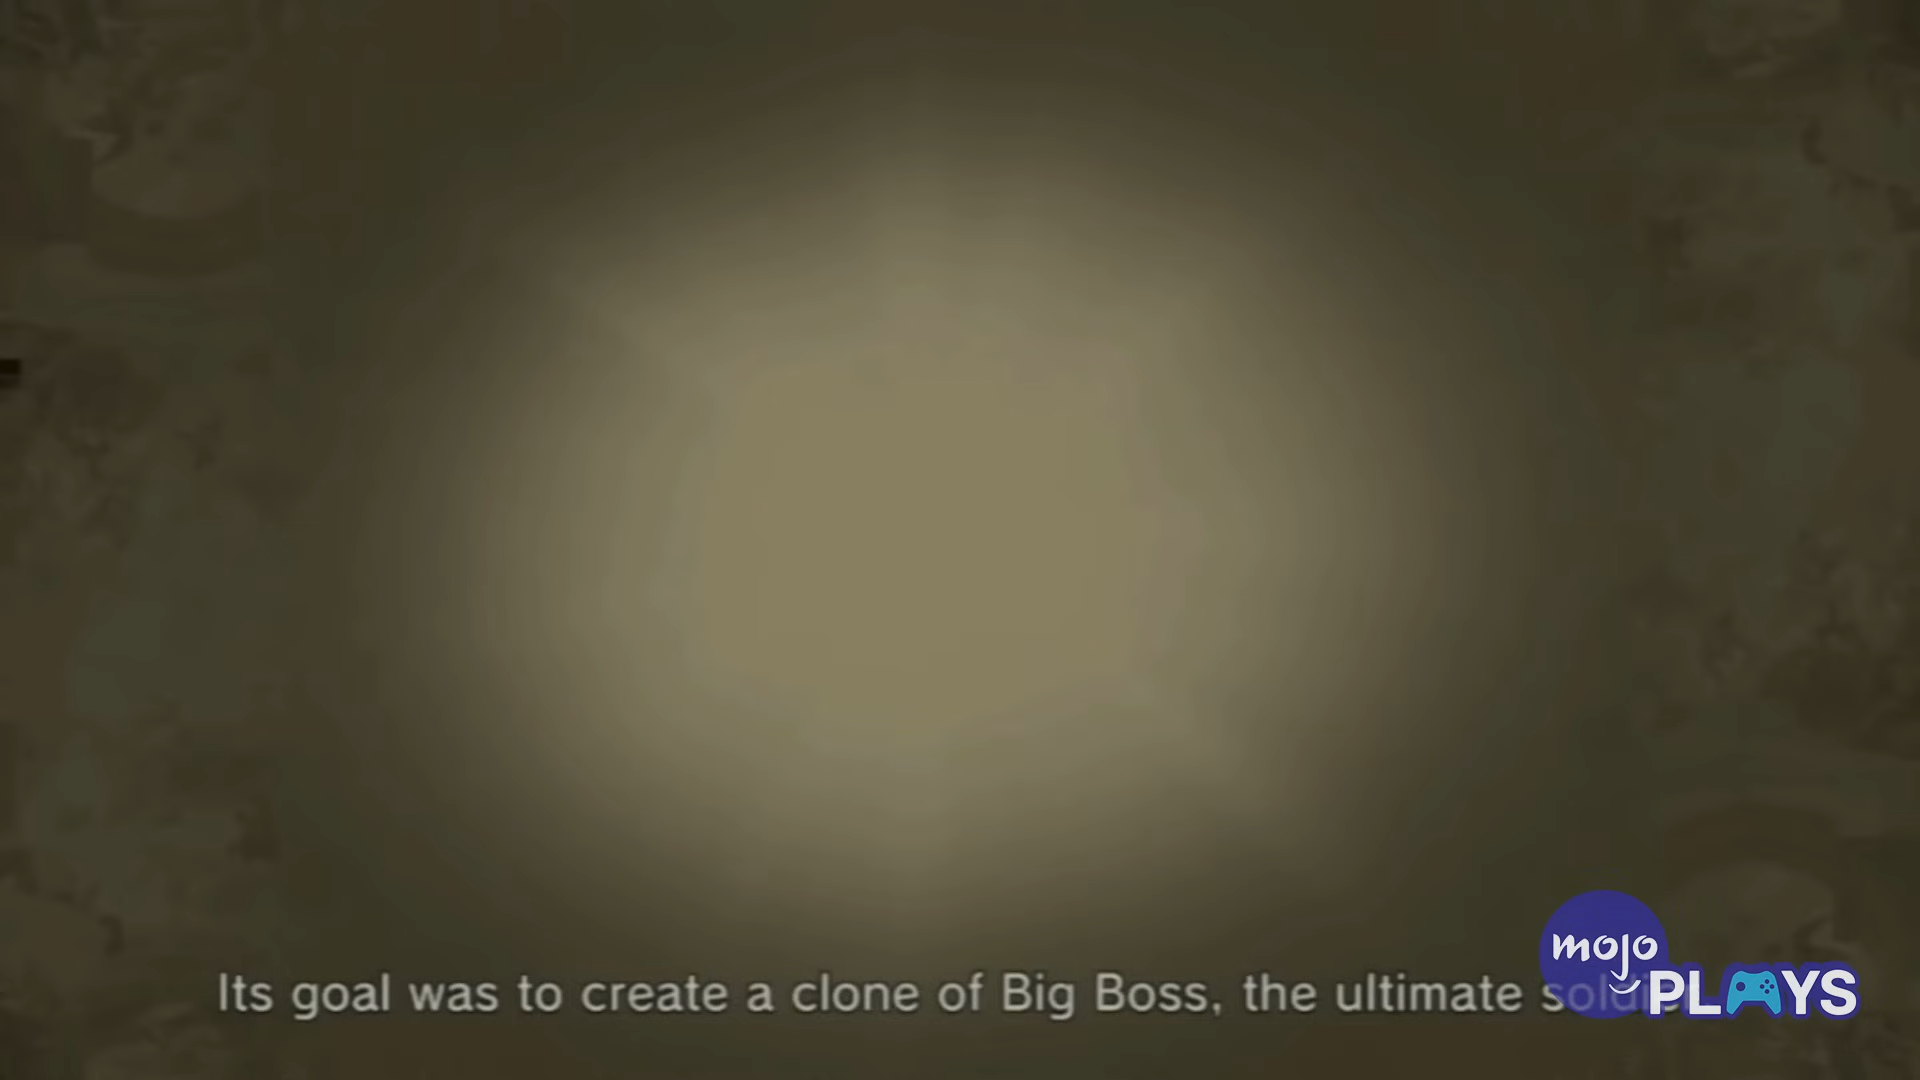 Its goal was to create a clone of Big Boss, the ultimate
mojo
PLAYS